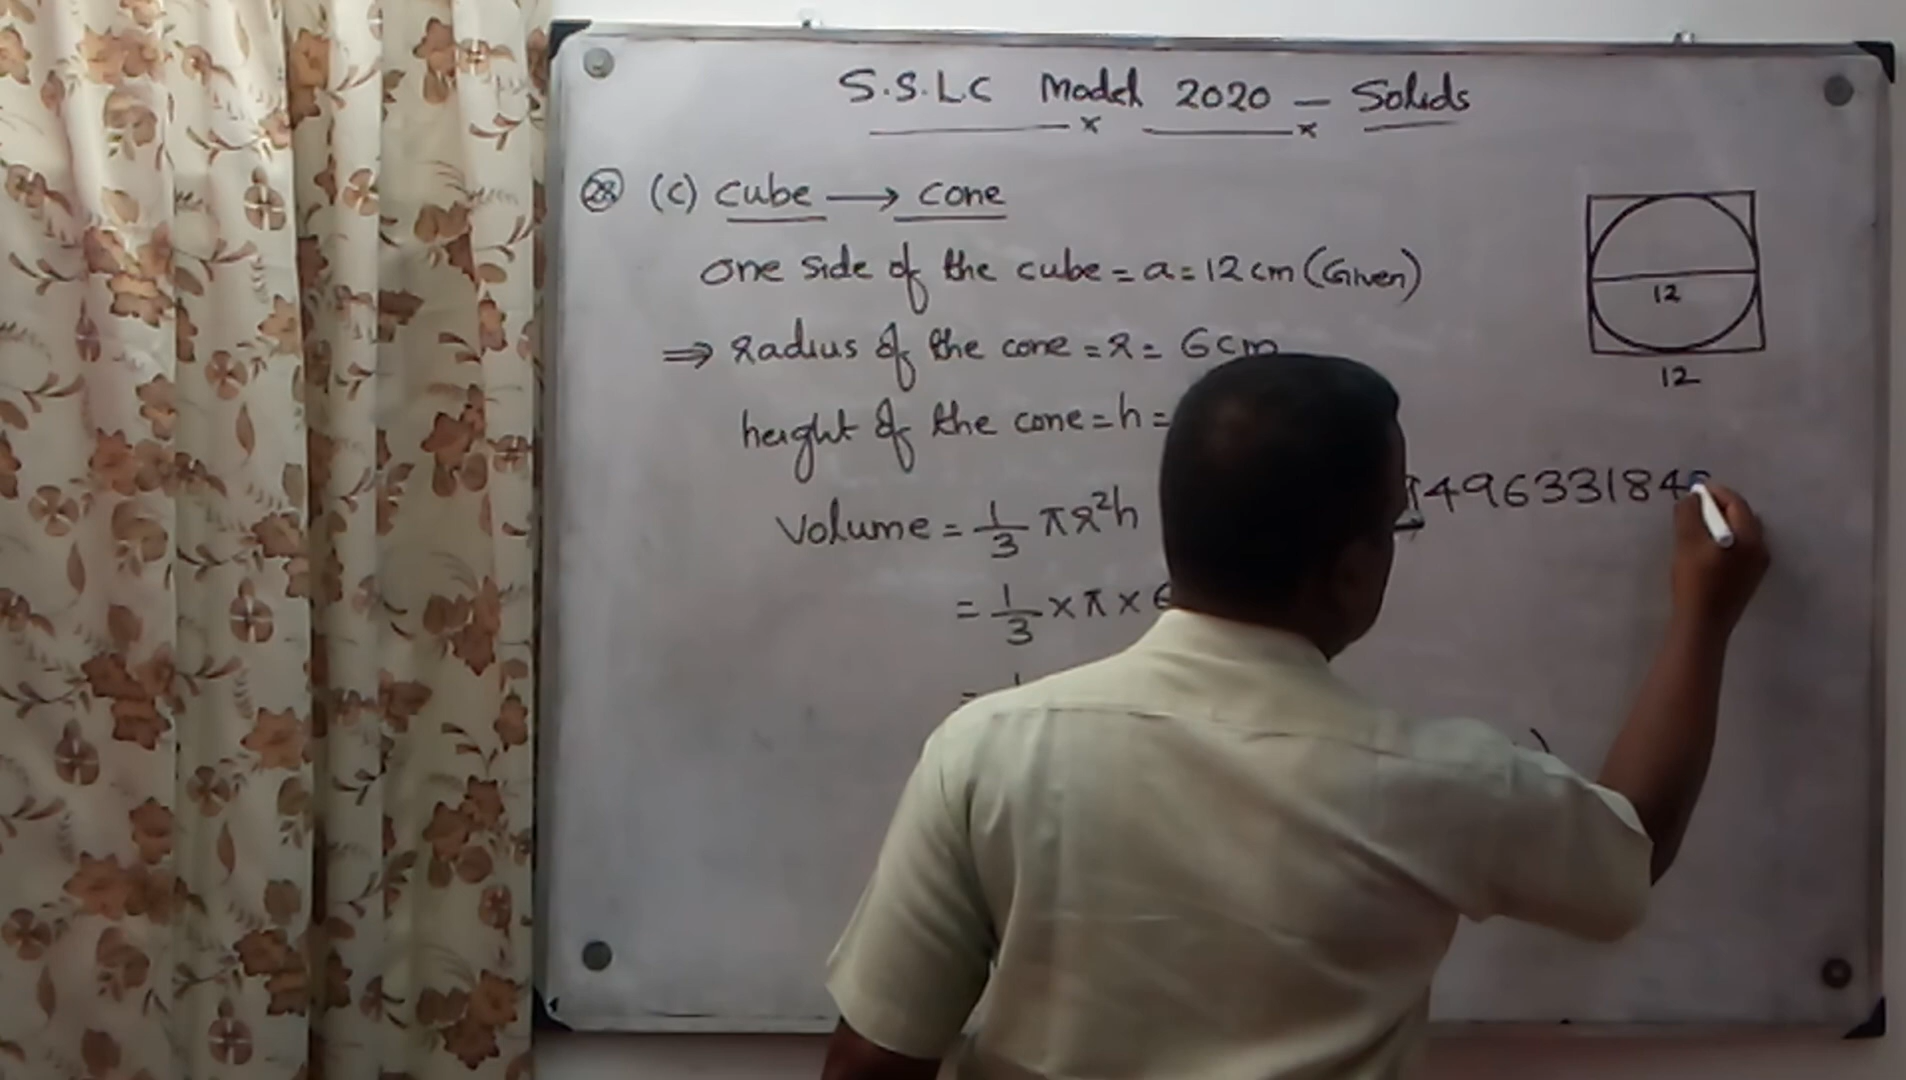 S.S.L.C Model 2020 – Solids
28 (c) cube → cone
one side of the cube = a = 12 cm (Given)
⇒ radius of the cone = r = 6 cm
height of the cone = h =
Volume = 1/3 πr²h
= 1/3 × π × 6
12
12
496331846